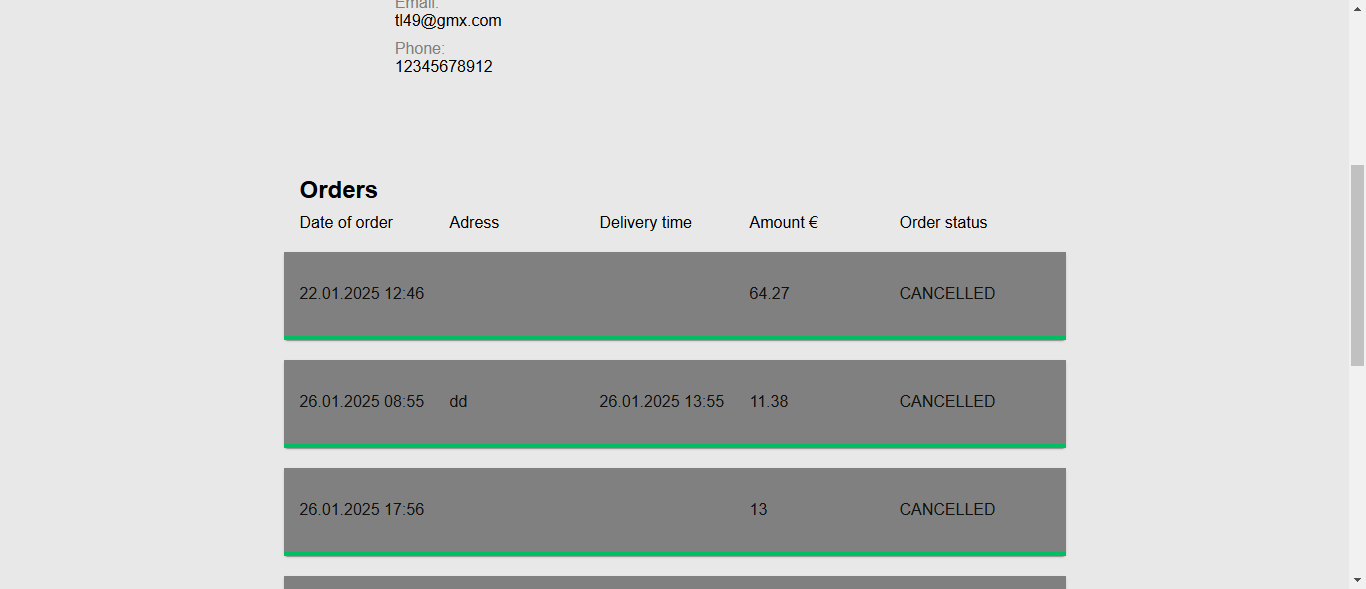 Email:
tl49@gmx.com
Phone:
12345678912
Orders
Date of order Adress Delivery time Amount € Order status
22.01.2025 12:46 64.27 CANCELLED
26.01.2025 08:55 dd 26.01.2025 13:55 11.38 CANCELLED
26.01.2025 17:56 13 CANCELLED